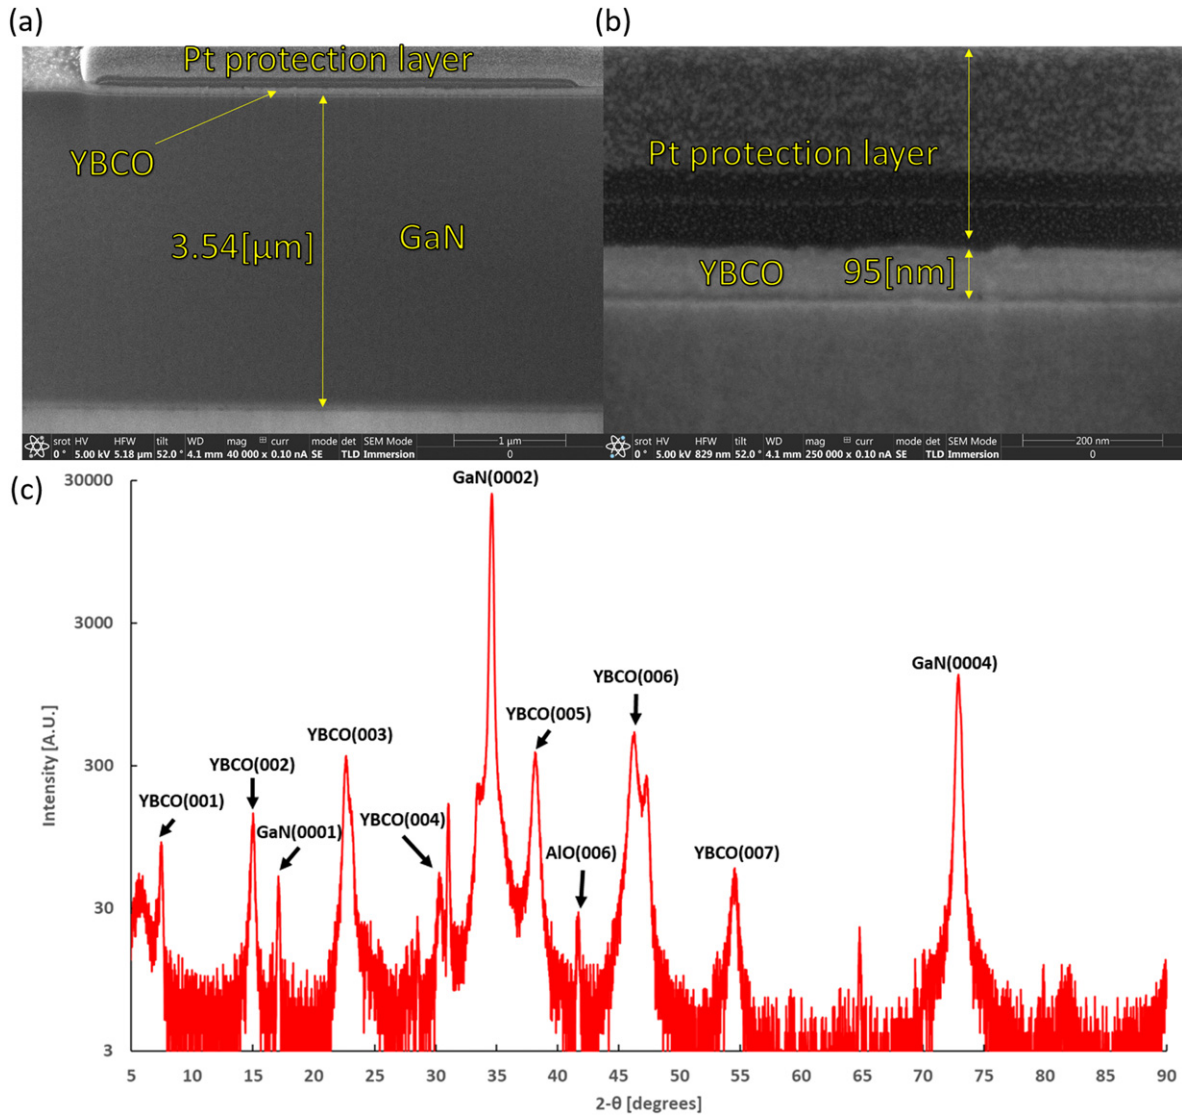 (a)
Pt protection layer
YBCO
3.54[μm]
GaN
srot HV HFW tilt WD mag ⊞ curr mode det SEM Mode
0 ° 5.00 kV 5.18 μm 52.0 ° 4.1 mm 40 000 x 0.10 nA SE TLD Immersion
1 μm
0
(b)
Pt protection layer
YBCO
95[nm]
srot HV HFW tilt WD mag ⊞ curr mode det SEM Mode
0 ° 5.00 kV 829 nm 52.0 ° 4.1 mm 250 000 x 0.10 nA SE TLD Immersion
200 nm
0
(c)
GaN(0002)
30000
3000
GaN(0004)
YBCO(006)
YBCO(005)
YBCO(003)
300
YBCO(002)
YBCO(001)
YBCO(004)
GaN(0001)
AlO(006)
YBCO(007)
30
3
Intensity [A.U.]
5 10 15 20 25 30 35 40 45 50 55 60 65 70 75 80 85 90
2-θ [degrees]